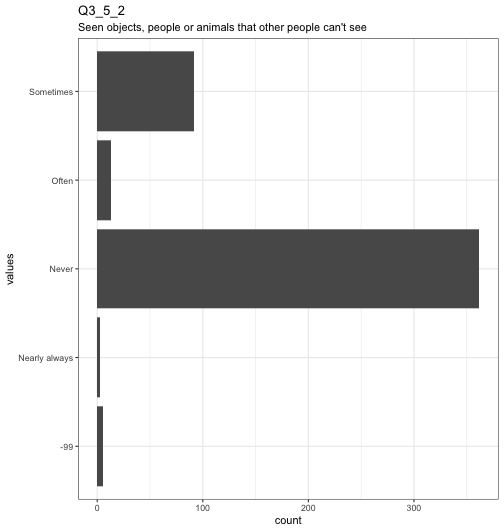 Q3_5_2
Seen objects, people or animals that other people can't see
Sometimes
Often
Never
Nearly always
-99
values
0 100 200 300
count